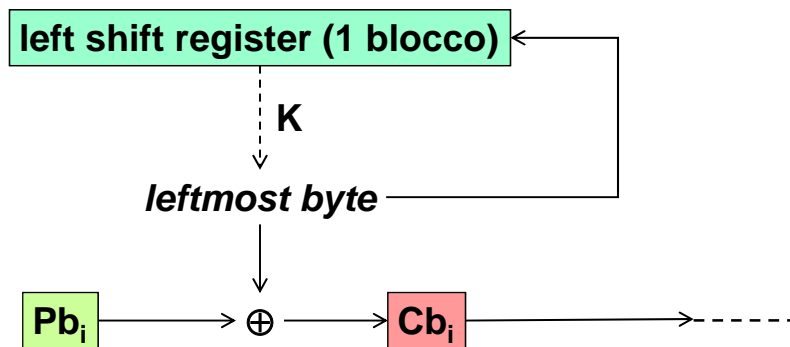 left shift register (1 blocco)
K
leftmost byte
Pbᵢ ⊕ Cbᵢ